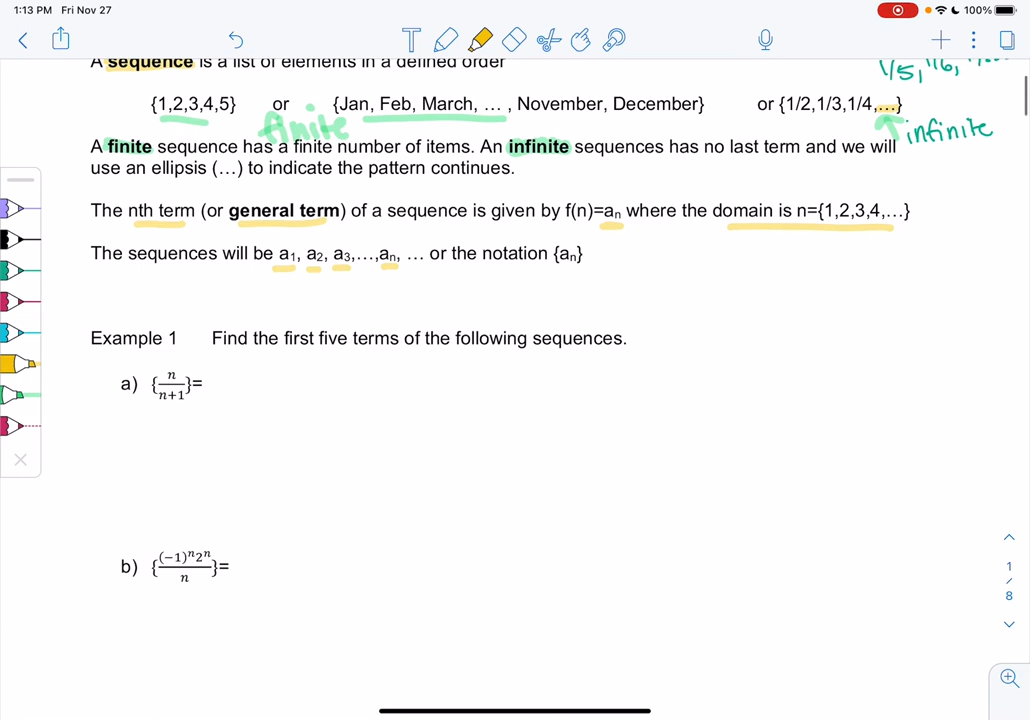 1:13 PM Fri Nov 27 100%
1/5, 1/6,
A sequence is a list of elements in a defined order
{1,2,3,4,5} or {Jan, Feb, March, … , November, December} or {1/2,1/3,1/4,…}
finite
infinite
A finite sequence has a finite number of items. An infinite sequences has no last term and we will
use an ellipsis (…) to indicate the pattern continues.
The nth term (or general term) of a sequence is given by f(n)=aₙ where the domain is n={1,2,3,4,…}
The sequences will be a₁, a₂, a₃,…,aₙ, … or the notation {aₙ}
Example 1 Find the first five terms of the following sequences.
a) {n/(n+1)}=
b) {(−1)ⁿ2ⁿ/n}=
1
/
8